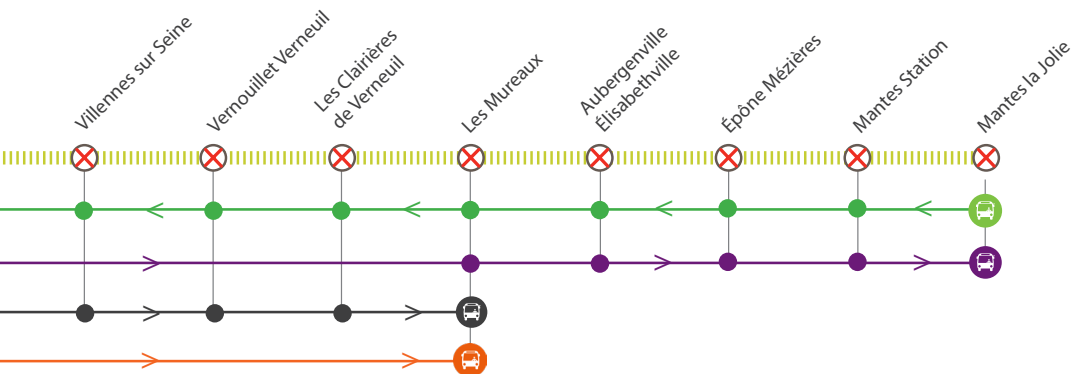 Villennes sur Seine
Vernouillet Verneuil
Les Clairières
de Verneuil
Les Mureaux
Aubergenville
Élisabethville
Épône Mézières
Mantes Station
Mantes la Jolie